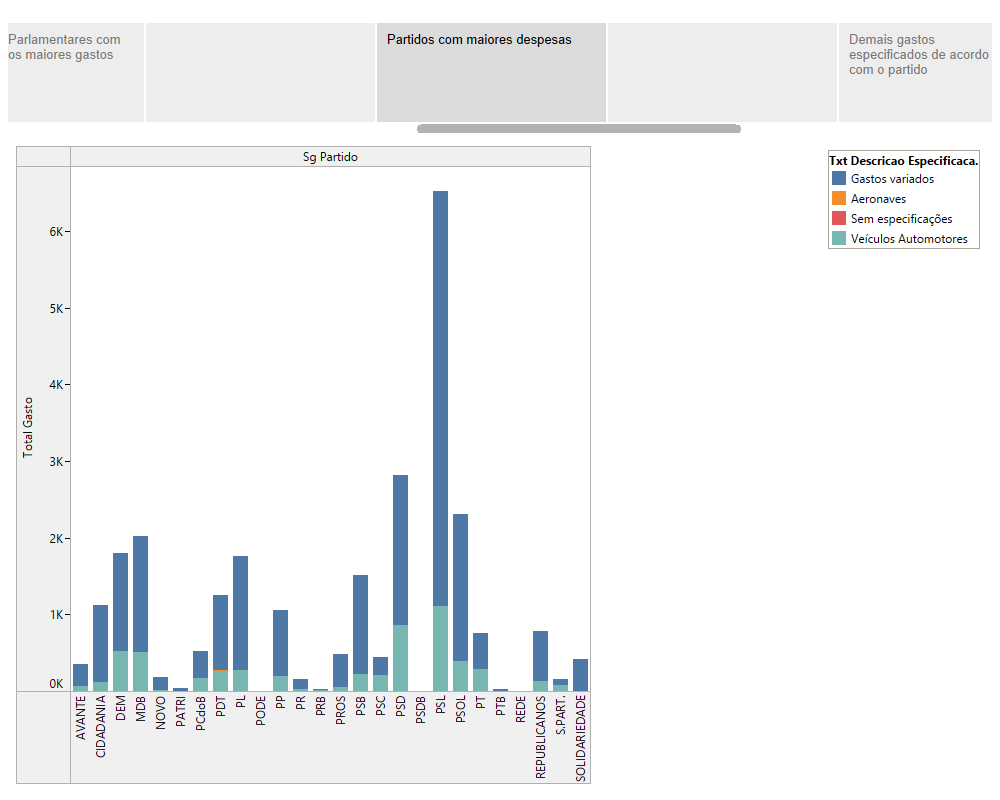 Parlamentares com
os maiores gastos
Partidos com maiores despesas
Demais gastos
especificados de acordo
com o partido
Sg Partido
Total Gasto
6K
5K
4K
3K
2K
1K
0K
AVANTE
CIDADANIA
DEM
MDB
NOVO
PATRI
PCdoB
PDT
PL
PODE
PP
PR
PRB
PROS
PSB
PSC
PSD
PSDB
PSL
PSOL
PT
PTB
REDE
REPUBLICANOS
S.PART.
SOLIDARIEDADE
Txt Descricao Especificaca.
Gastos variados
Aeronaves
Sem especificações
Veículos Automotores